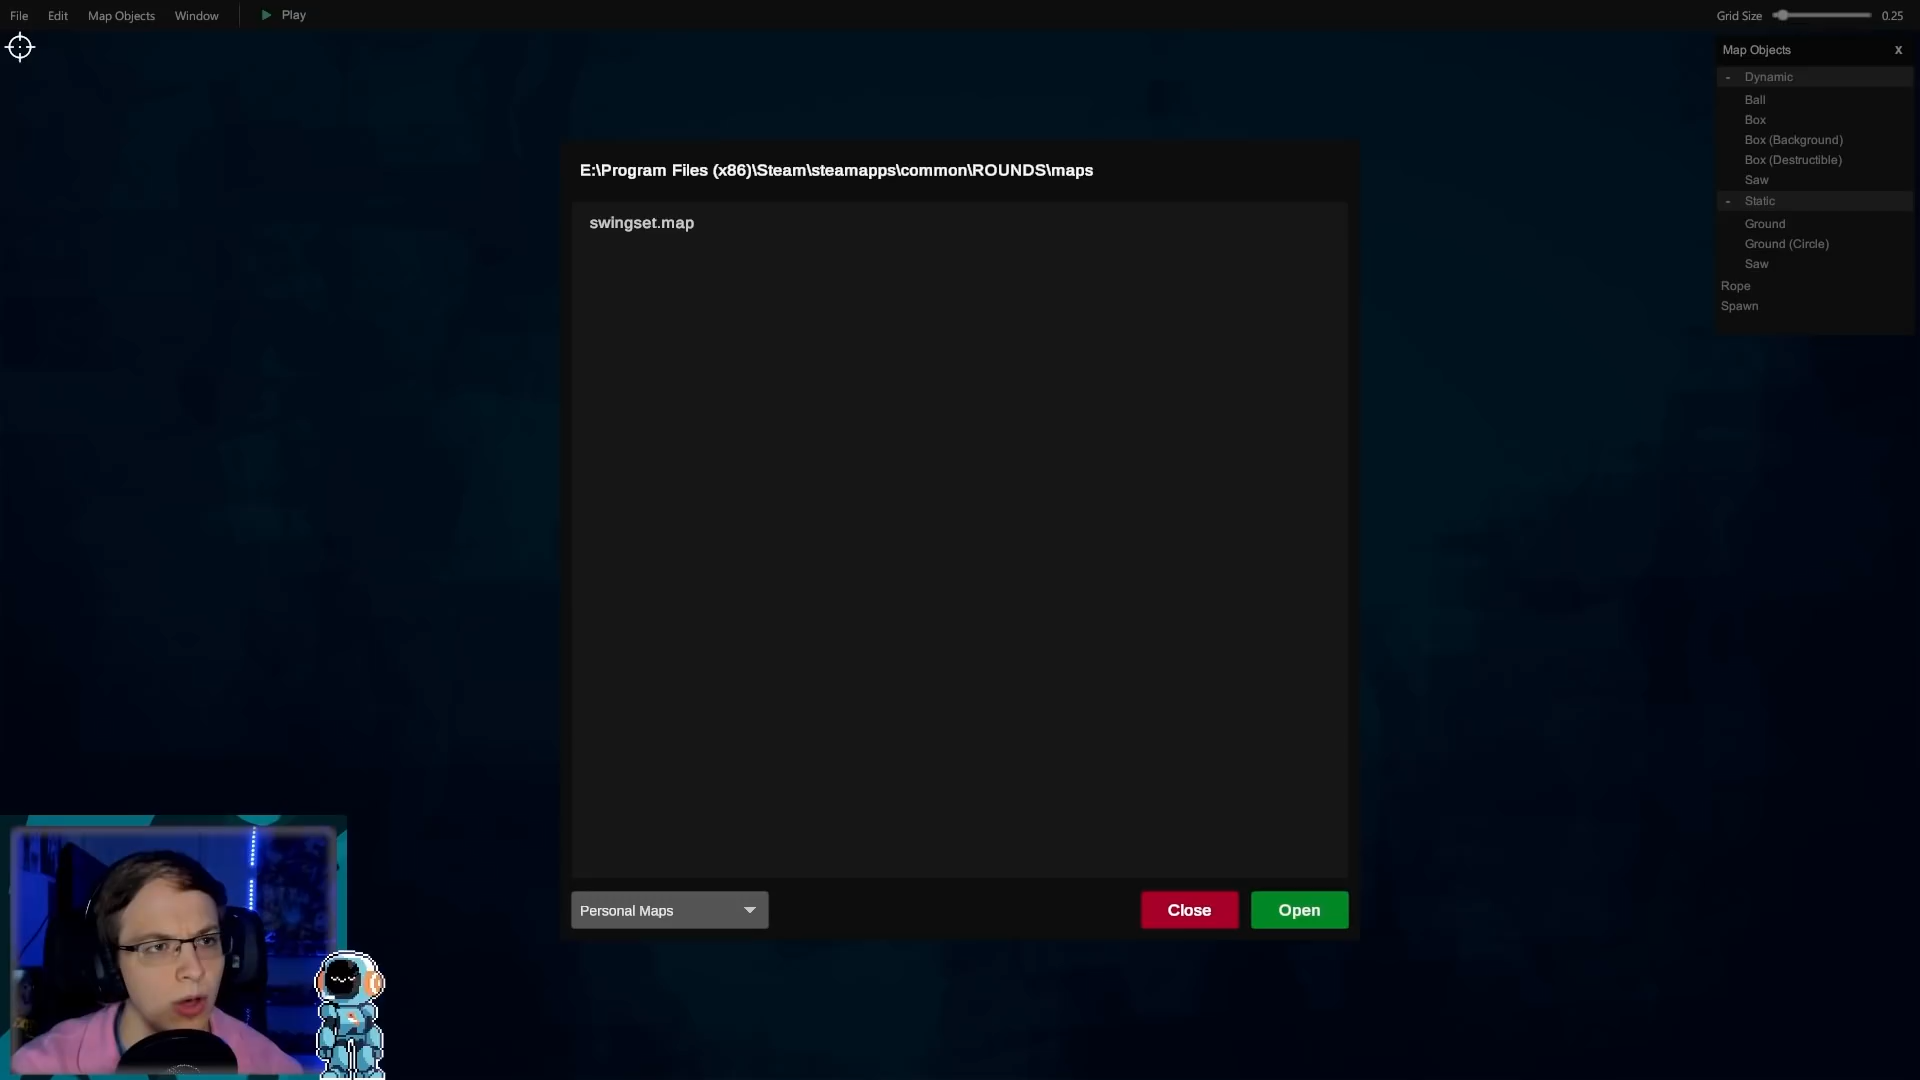 File Edit Map Objects Window Play Grid Size 0.25
Map Objects x
- Dynamic
Ball
Box
Box (Background)
Box (Destructible)
Saw
- Static
Ground
Ground (Circle)
Saw
Rope
Spawn
E:\Program Files (x86)\Steam\steamapps\common\ROUNDS\maps
swingset.map
Personal Maps Close Open